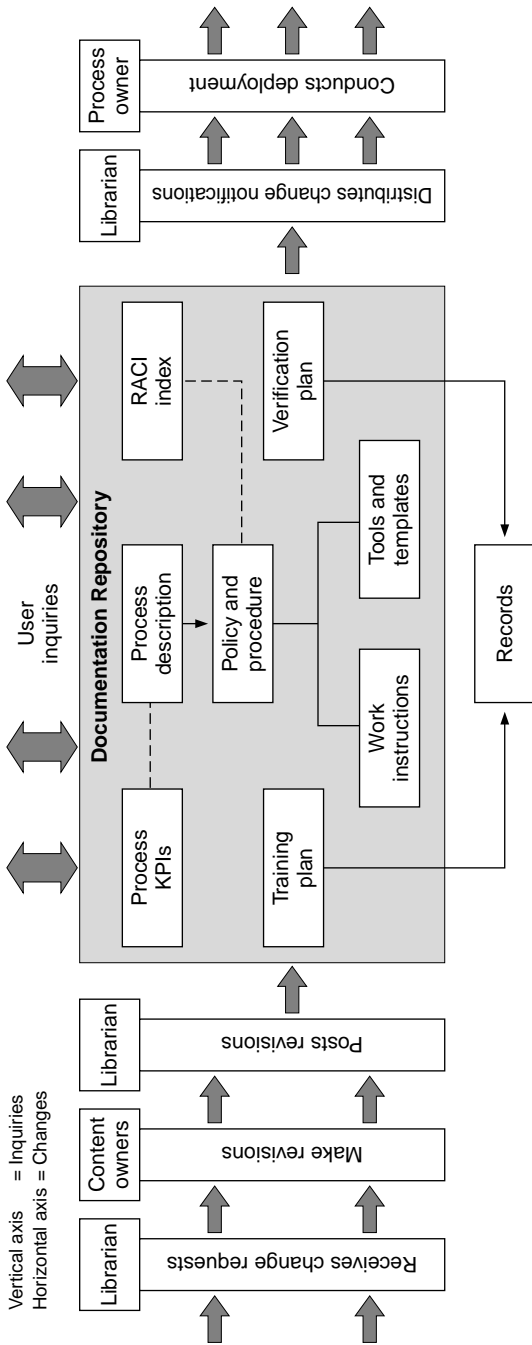 Vertical axis = Inquiries
Horizontal axis = Changes
User
inquiries
Librarian
Receives change requests
Content
owners
Make revisions
Librarian
Posts revisions
Documentation Repository
Process
KPIs
Process
description
RACI
index
Policy and
procedure
Training
plan
Verification
plan
Work
instructions
Tools and
templates
Records
Librarian
Distributes change notifications
Process
owner
Conducts deployment